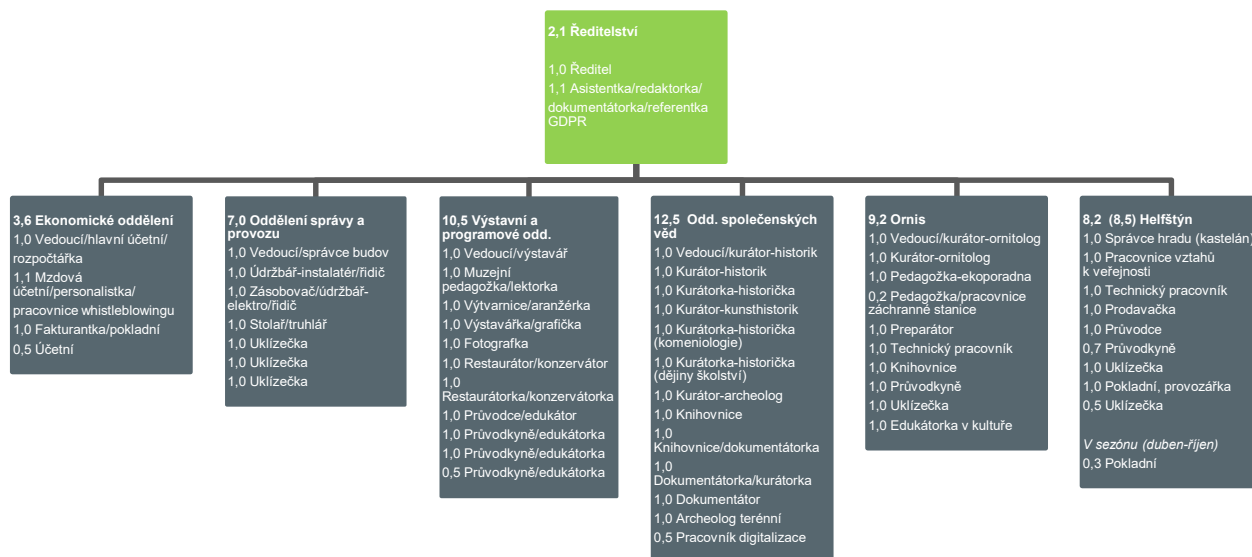 2,1 Ředitelství
1,0 Ředitel
1,1 Asistentka/redaktorka/
dokumentátorka/referentka
GDPR
3,6 Ekonomické oddělení
1,0 Vedoucí/hlavní účetní/
rozpočtářka
1,1 Mzdová
účetní/personalistka/
pracovnice whistleblowingu
1,0 Fakturantka/pokladní
0,5 Účetní
7,0 Oddělení správy a
provozu
1,0 Vedoucí/správce budov
1,0 Údržbář-instalatér/řidič
1,0 Zásobovač/údržbář-
elektro/řidič
1,0 Stolař/truhlář
1,0 Uklízečka
1,0 Uklízečka
1,0 Uklízečka
10,5 Výstavní a
programové odd.
1,0 Vedoucí/výstavář
1,0 Muzejní
pedagožka/lektorka
1,0 Výtvarnice/aranžérka
1,0 Výstavářka/grafička
1,0 Fotografka
1,0 Restaurátor/konzervátor
1,0
Restaurátorka/konzervátorka
1,0 Průvodce/edukátor
1,0 Průvodkyně/edukátorka
1,0 Průvodkyně/edukátorka
0,5 Průvodkyně/edukátorka
12,5 Odd. společenských
věd
1,0 Vedoucí/kurátor-historik
1,0 Kurátor-historik
1,0 Kurátorka-historička
1,0 Kurátor-kunsthistorik
1,0 Kurátorka-historička
(komeniologie)
1,0 Kurátorka-historička
(dějiny školství)
1,0 Kurátor-archeolog
1,0 Knihovnice
1,0
Knihovnice/dokumentátorka
1,0
Dokumentátorka/kurátorka
1,0 Dokumentátor
1,0 Archeolog terénní
0,5 Pracovník digitalizace
9,2 Ornis
1,0 Vedoucí/kurátor-ornitolog
1,0 Kurátor-ornitolog
1,0 Pedagožka-ekoporadna
0,2 Pedagožka/pracovnice
záchranné stanice
1,0 Preparátor
1,0 Technický pracovník
1,0 Knihovnice
1,0 Průvodkyně
1,0 Uklízečka
1,0 Edukátorka v kultuře
8,2 (8,5) Helfštýn
1,0 Správce hradu (kastelán)
1,0 Pracovnice vztahů
k veřejnosti
1,0 Technický pracovník
1,0 Prodavačka
1,0 Průvodce
0,7 Průvodkyně
1,0 Uklízečka
1,0 Pokladní, provozářka
0,5 Uklízečka
V sezónu (duben-říjen)
0,3 Pokladní